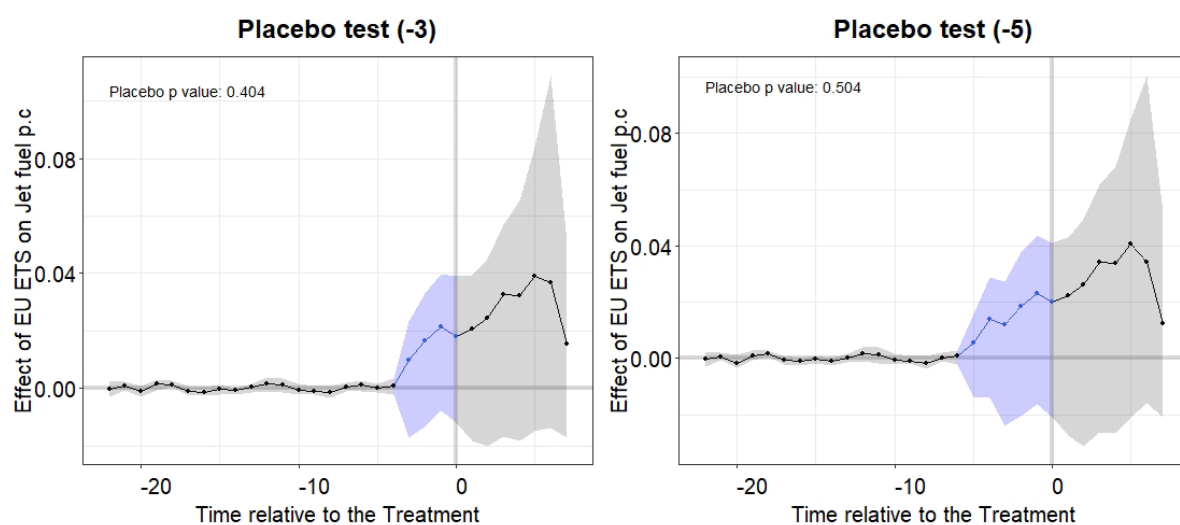 Placebo test (-3)
Placebo p value: 0.404
Effect of EU ETS on Jet fuel p.c
0.08
0.04
0.00
-20
-10
0
Time relative to the Treatment
Placebo test (-5)
Placebo p value: 0.504
Effect of EU ETS on Jet fuel p.c
0.08
0.04
0.00
-20
-10
0
Time relative to the Treatment